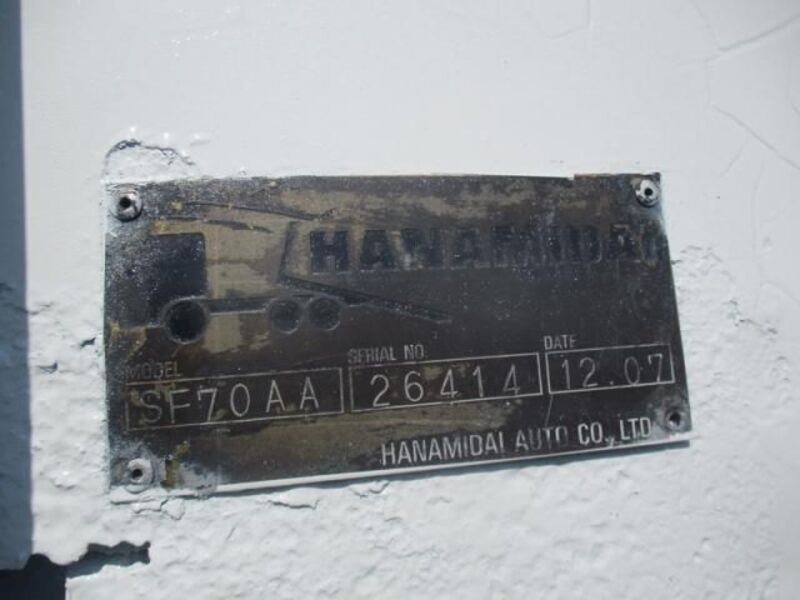 HANAMIDAI
MODEL SERIAL NO. DATE
SF70AA 26414 12.07
HANAMIDAI AUTO CO., LTD